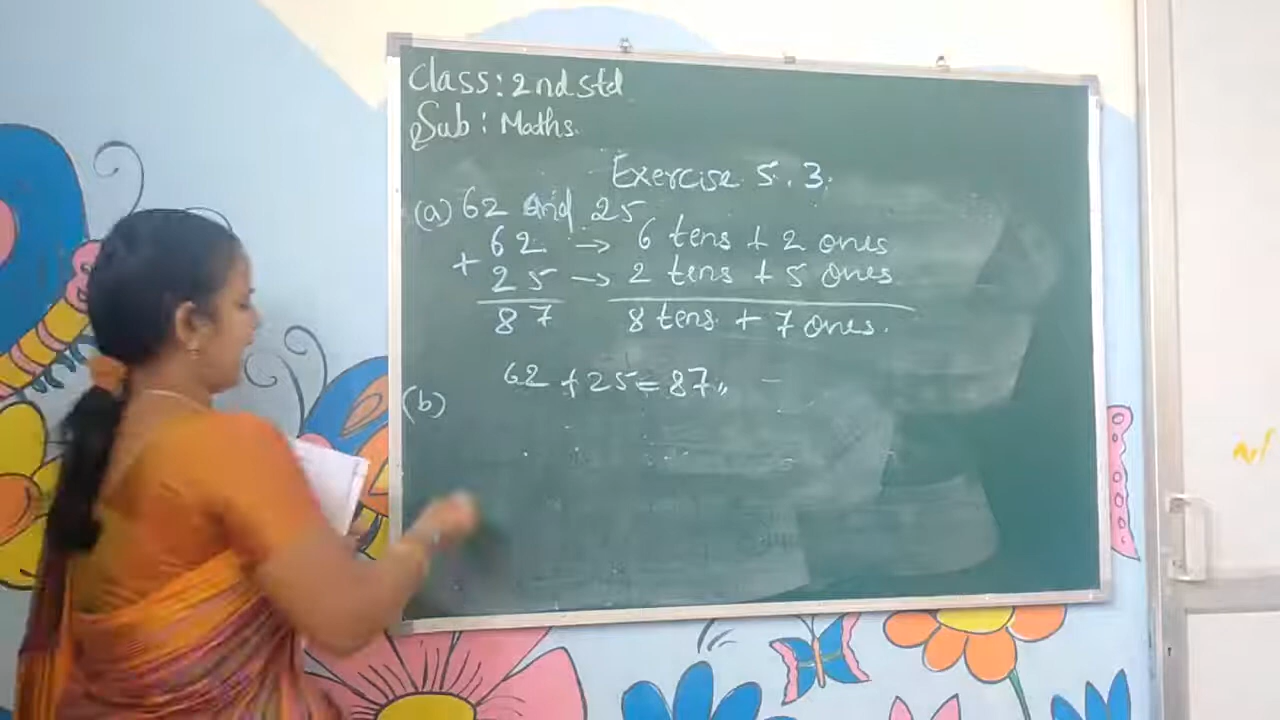 Class: 2nd Std
Sub: Maths.
Exercise 5.3.
(a) 62 and 25
62 → 6 tens + 2 ones
+ 25 → 2 tens + 5 ones
87 8 tens + 7 ones.
62 + 25 = 87,,
(b)